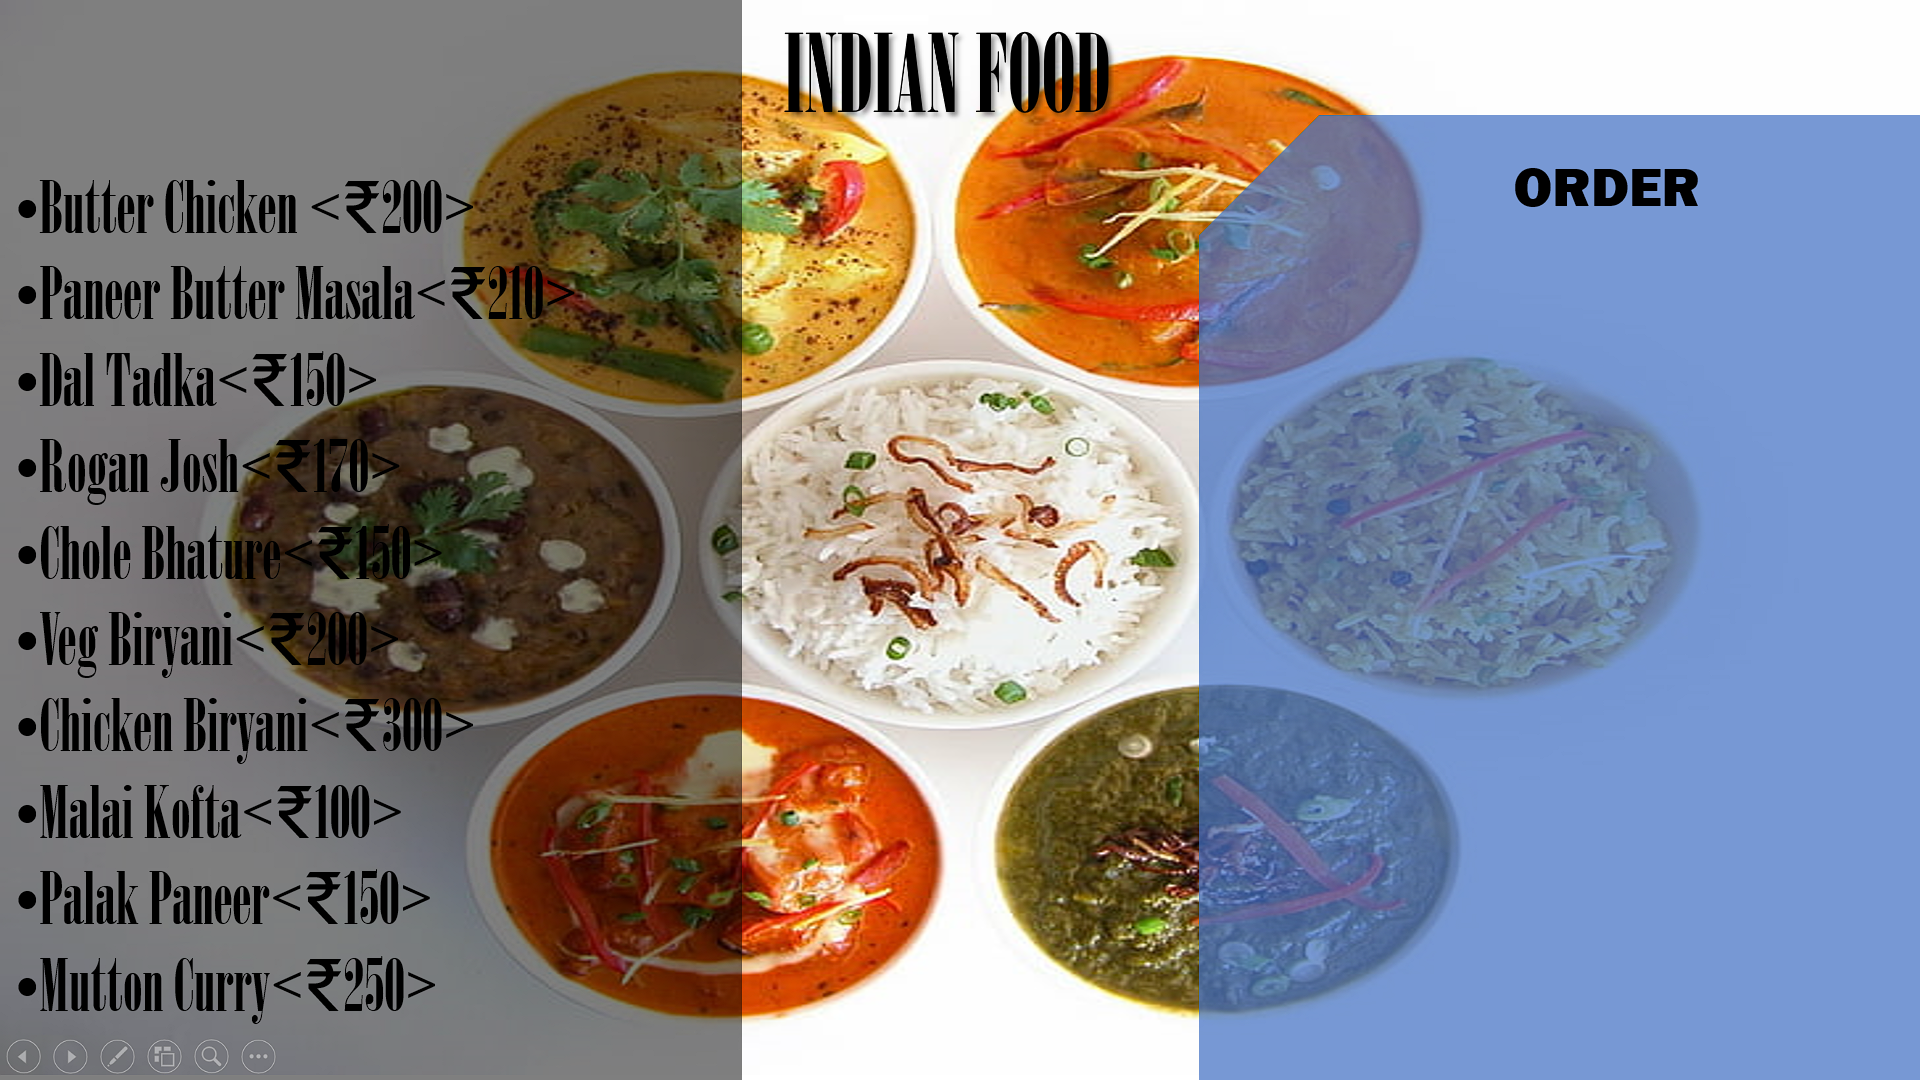 INDIAN FOOD
ORDER
•Butter Chicken <₹200>
•Paneer Butter Masala<₹210>
•Dal Tadka<₹150>
•Rogan Josh<₹170>
•Chole Bhature<₹150>
•Veg Biryani<₹200>
•Chicken Biryani<₹300>
•Malai Kofta<₹100>
•Palak Paneer<₹150>
•Mutton Curry<₹250>